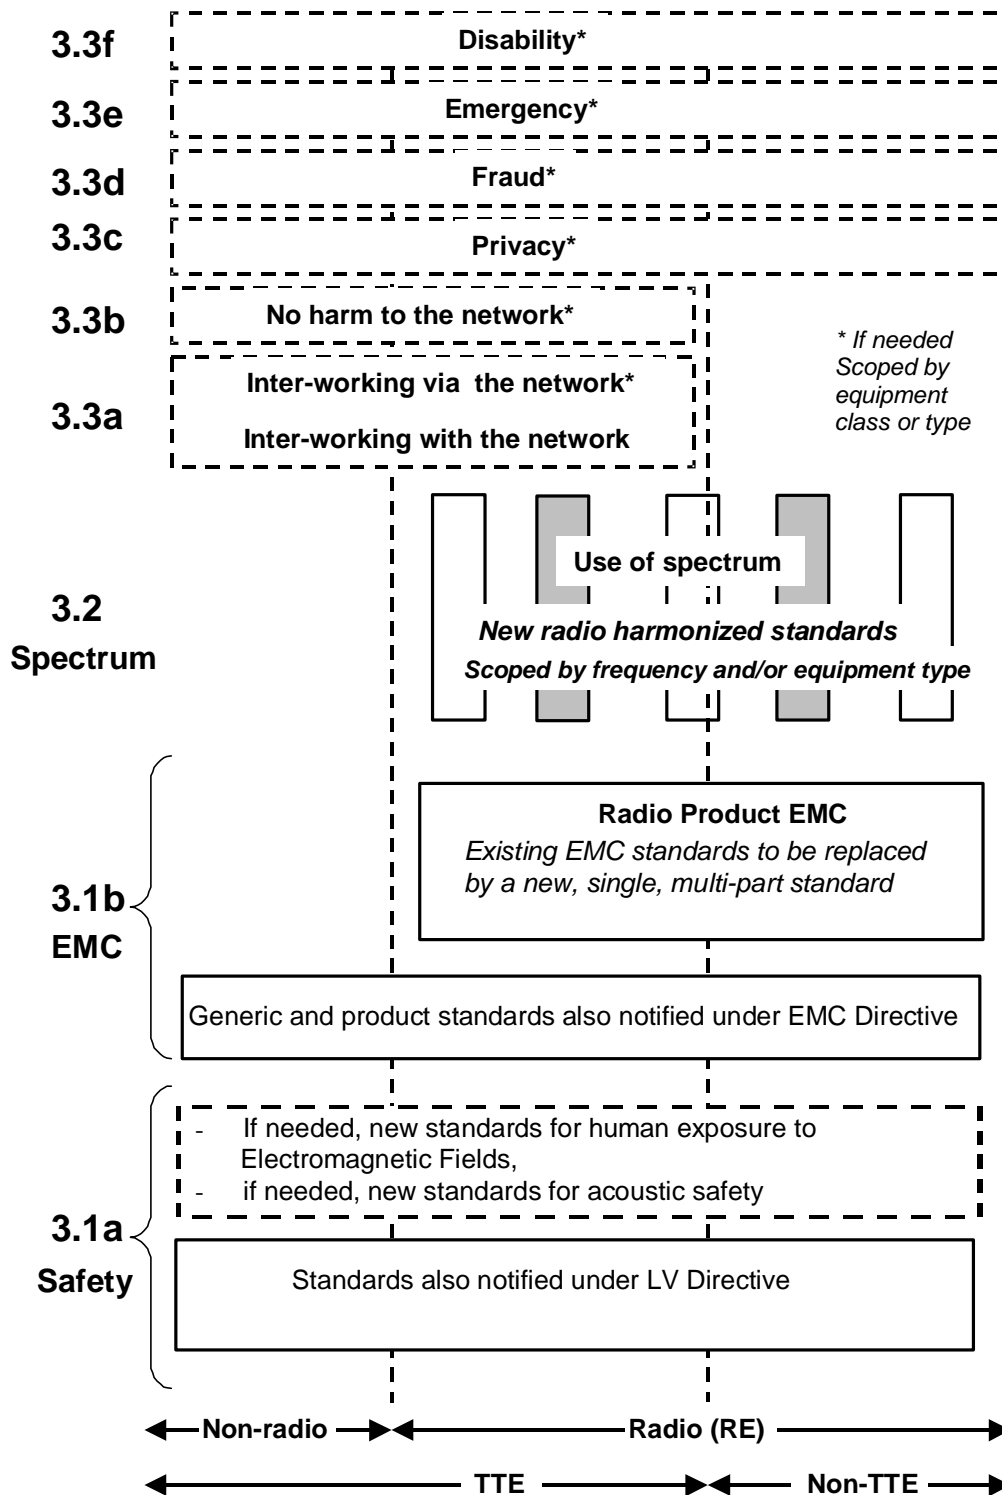 3.3f
Disability*
3.3e
Emergency*
3.3d
Fraud*
3.3c
Privacy*
3.3b
No harm to the network*
* If needed
Scoped by
equipment
class or type
3.3a
Inter-working via the network*
Inter-working with the network
3.2
Spectrum
Use of spectrum
New radio harmonized standards
Scoped by frequency and/or equipment type
3.1b
EMC
Radio Product EMC
Existing EMC standards to be replaced
by a new, single, multi-part standard
Generic and product standards also notified under EMC Directive
3.1a
Safety
- If needed, new standards for human exposure to
Electromagnetic Fields,
- if needed, new standards for acoustic safety
Standards also notified under LV Directive
Non-radio
Radio (RE)
TTE
Non-TTE